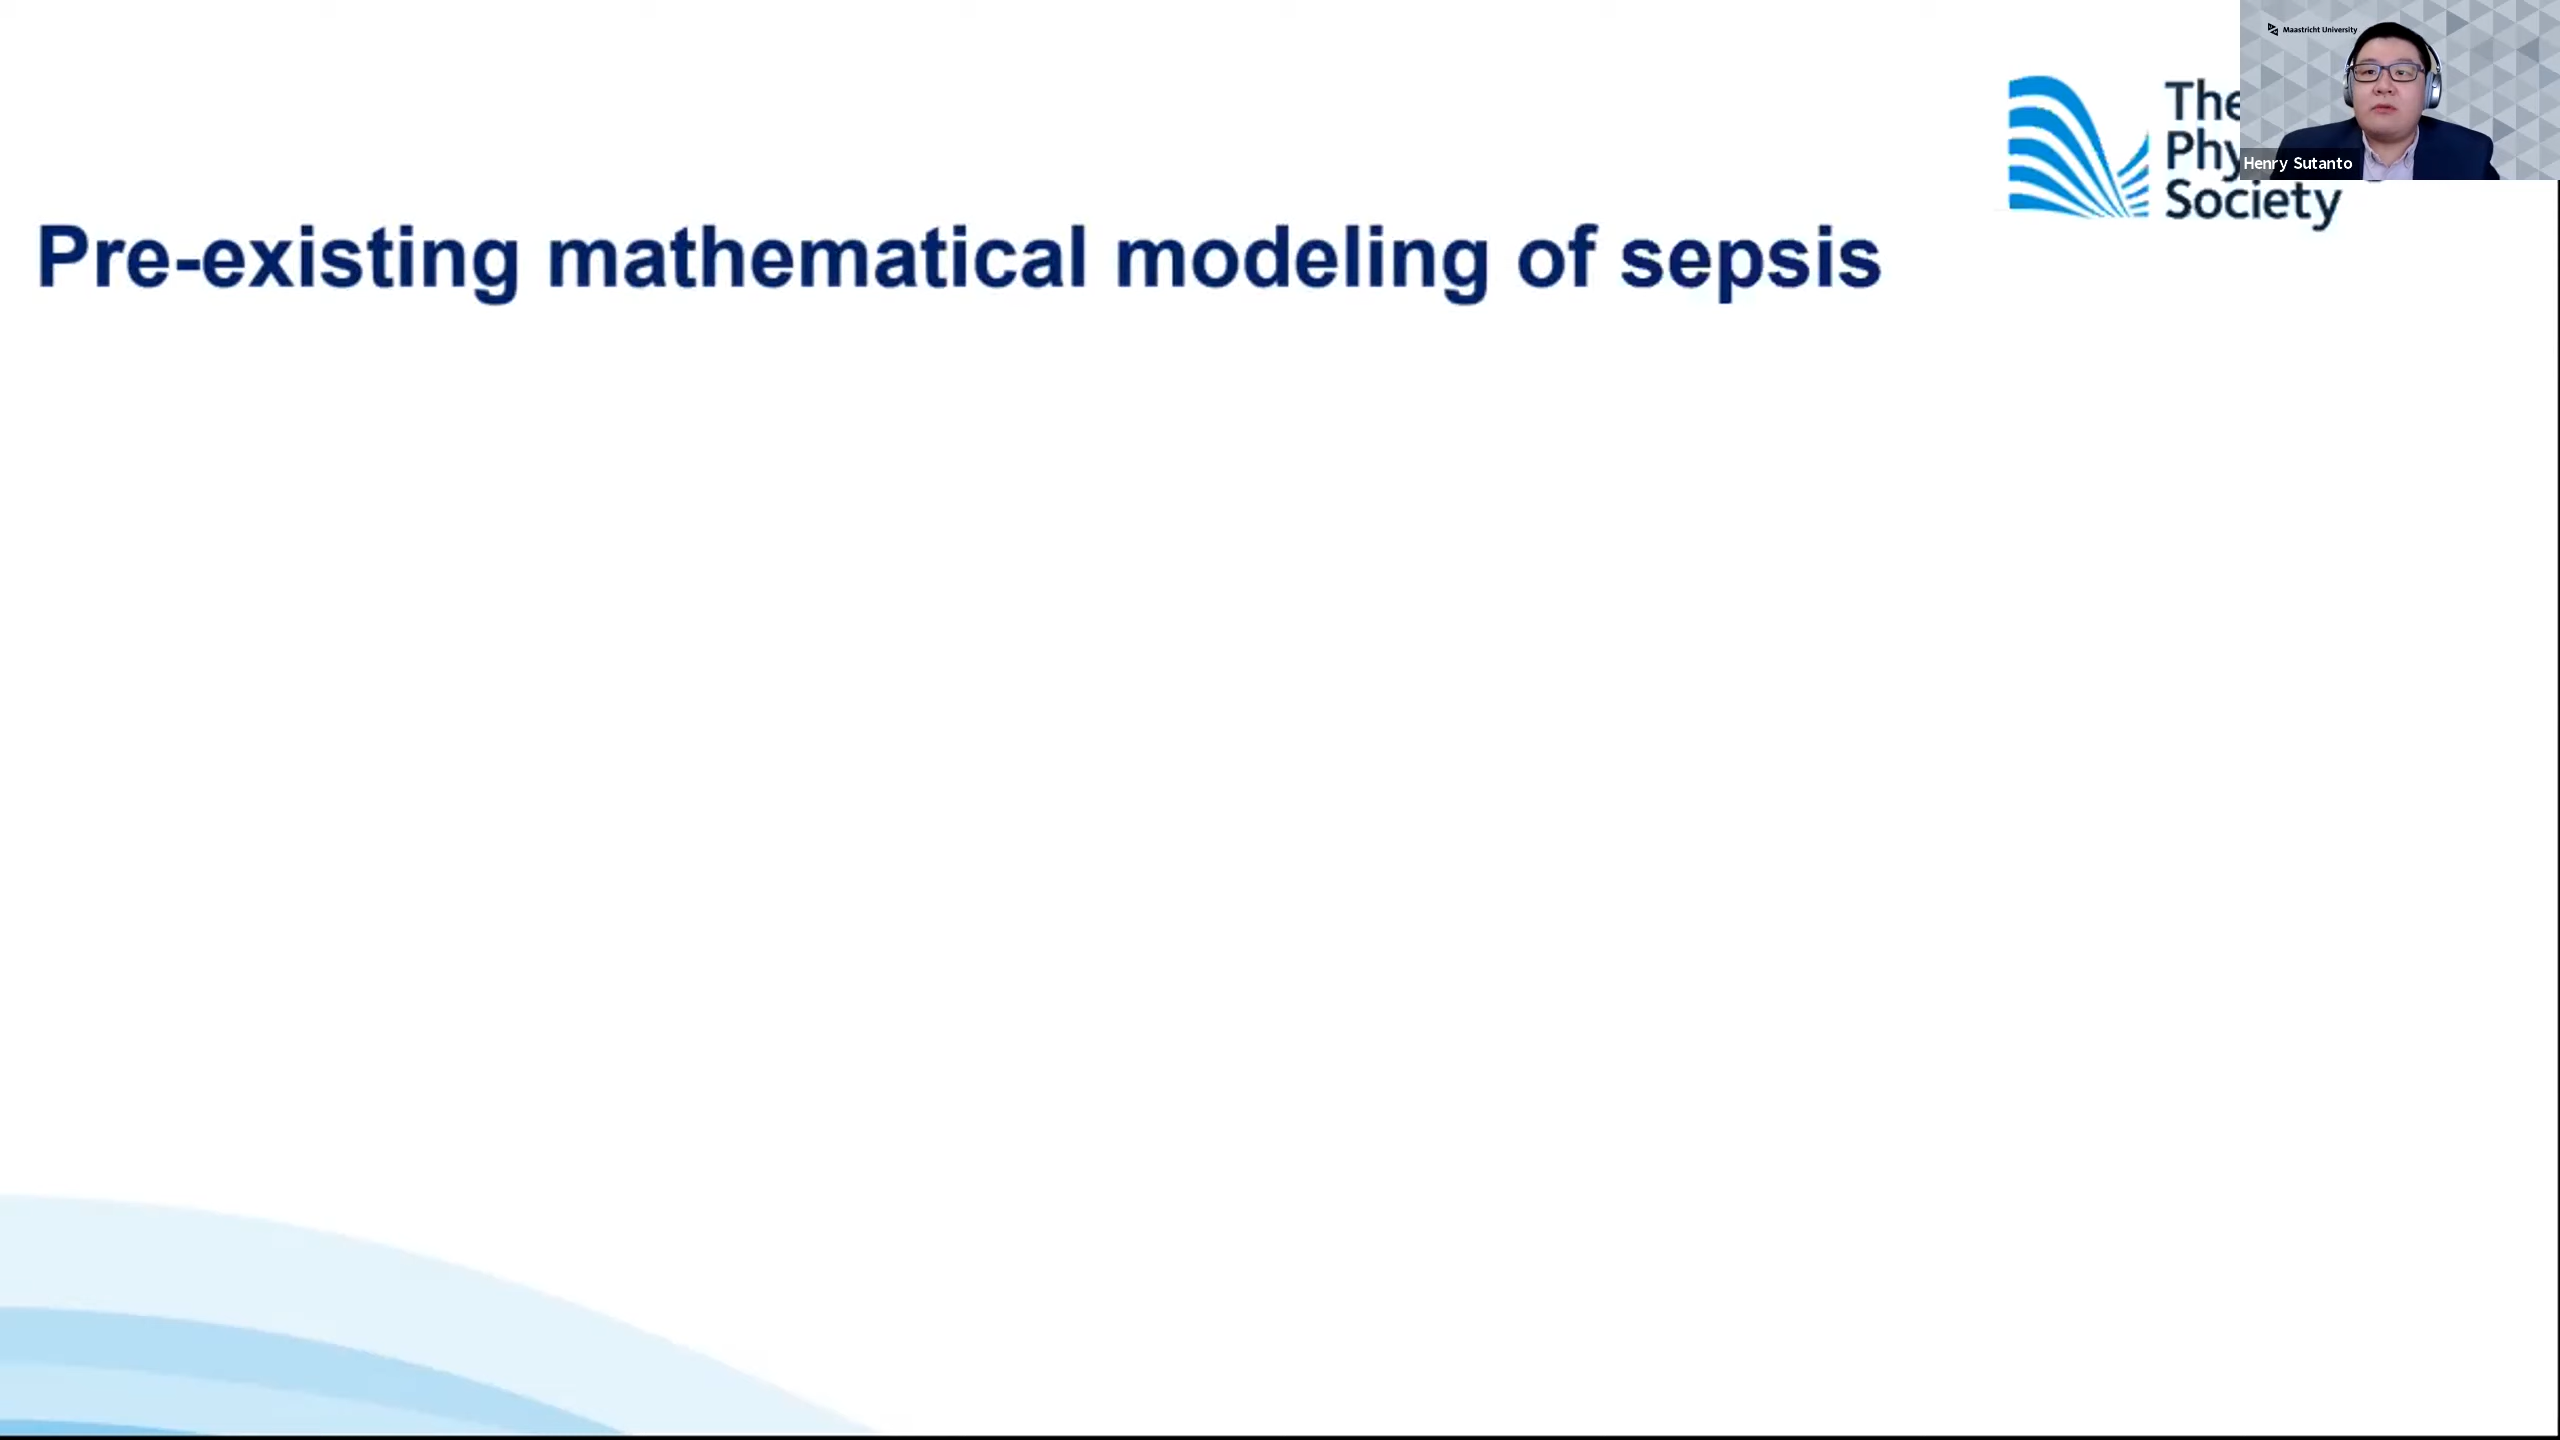 Maastricht University
The
Phy
Society
Henry Sutanto
Pre-existing mathematical modeling of sepsis